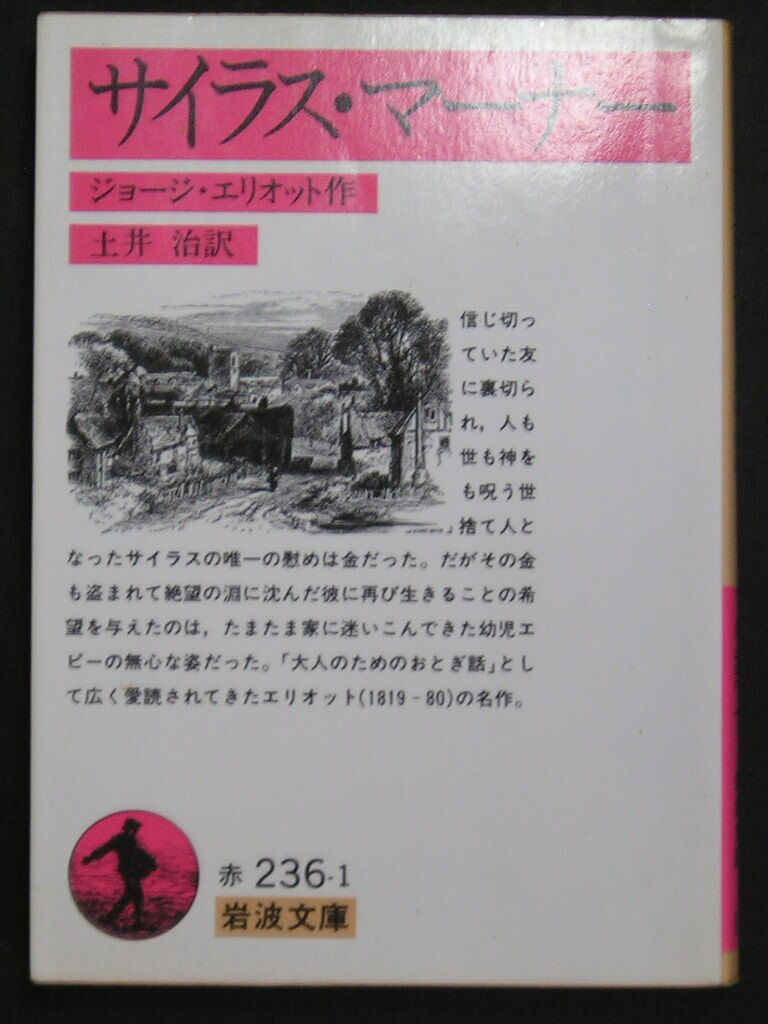 サイラス・マーナー
ジョージ・エリオット作
土井 治訳
信じ切っ
ていた友
に裏切ら
れ，人も
世も神を
も呪う世
捨て人と
なったサイラスの唯一の慰めは金だった。だがその金
も盗まれて絶望の淵に沈んだ彼に再び生きることの希
望を与えたのは，たまたま家に迷いこんできた幼児エ
ピーの無心な姿だった。「大人のためのおとぎ話」とし
て広く愛読されてきたエリオット(1819－80)の名作。
赤 236-1
岩波文庫